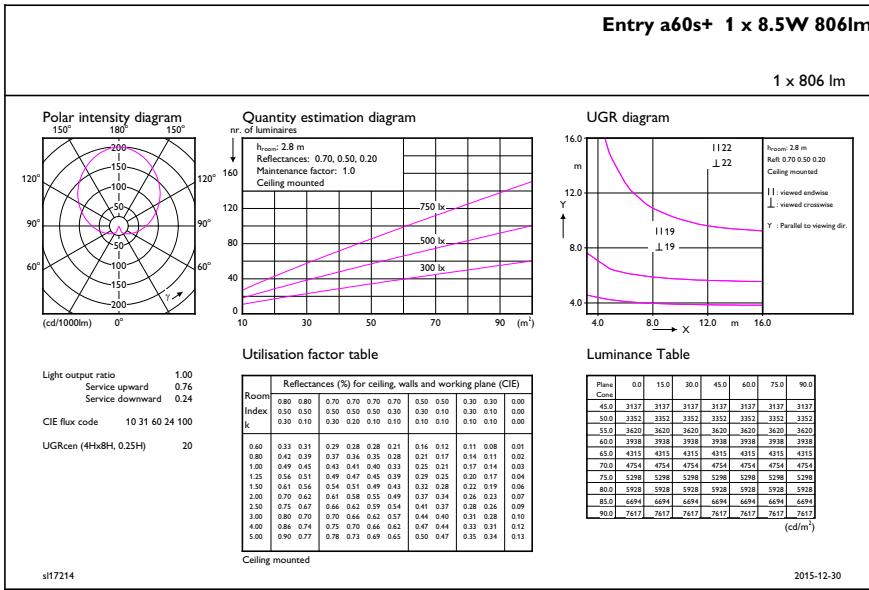 Entry a60s+ 1 x 8.5W 806lm
1 x 806 lm
Polar intensity diagram
150° 180° 150°
200
150
120° 100 120°
50
90° 90°
50
60° 100 60°
150
γ
200
(cd/1000lm) 0°
Quantity estimation diagram
nr. of luminaires
hroom: 2.8 m
Reflectances: 0.70, 0.50, 0.20
Maintenance factor: 1.0
Ceiling mounted
160
120
80
40
0
750 lx
500 lx
300 lx
10 30 50 70 90 (m²)
UGR diagram
16.0
m
12.0
Y
8.0
4.0
4.0 8.0 12.0 m 16.0
X
II 22
⊥ 22
II 19
⊥ 19
hroom: 2.8 m
Refl: 0.70 0.50 0.20
Ceiling mounted
II : viewed endwise
⊥ : viewed crosswise
Y : Parallel to viewing dir.
Light output ratio 1.00
Service upward 0.76
Service downward 0.24
CIE flux code 10 31 60 24 100
UGRcen (4Hx8H, 0.25H) 20
Utilisation factor table
Reflectances (%) for ceiling, walls and working plane (CIE)
Room 0.80 0.80 0.70 0.70 0.70 0.70 0.50 0.50 0.30 0.30 0.00
Index 0.50 0.50 0.50 0.50 0.50 0.30 0.30 0.10 0.30 0.10 0.00
k 0.30 0.10 0.30 0.20 0.10 0.10 0.10 0.10 0.10 0.10 0.00
0.60 0.33 0.31 0.29 0.28 0.28 0.21 0.16 0.12 0.11 0.08 0.01
0.80 0.42 0.39 0.37 0.36 0.35 0.28 0.21 0.17 0.14 0.11 0.02
1.00 0.49 0.45 0.43 0.41 0.40 0.33 0.25 0.21 0.17 0.14 0.03
1.25 0.56 0.51 0.49 0.47 0.45 0.39 0.29 0.25 0.20 0.17 0.04
1.50 0.61 0.56 0.54 0.51 0.49 0.43 0.32 0.28 0.22 0.19 0.06
2.00 0.70 0.62 0.61 0.58 0.55 0.49 0.37 0.34 0.26 0.23 0.07
2.50 0.75 0.67 0.66 0.62 0.59 0.54 0.41 0.37 0.28 0.26 0.09
3.00 0.80 0.70 0.70 0.66 0.62 0.57 0.44 0.40 0.31 0.28 0.10
4.00 0.86 0.74 0.75 0.70 0.66 0.62 0.47 0.44 0.33 0.31 0.12
5.00 0.90 0.77 0.78 0.73 0.69 0.65 0.50 0.47 0.35 0.34 0.13
Ceiling mounted
Luminance Table
Plane 0.0 15.0 30.0 45.0 60.0 75.0 90.0
Cone
45.0 3137 3137 3137 3137 3137 3137 3137
50.0 3352 3352 3352 3352 3352 3352 3352
55.0 3620 3620 3620 3620 3620 3620 3620
60.0 3938 3938 3938 3938 3938 3938 3938
65.0 4315 4315 4315 4315 4315 4315 4315
70.0 4754 4754 4754 4754 4754 4754 4754
75.0 5298 5298 5298 5298 5298 5298 5298
80.0 5928 5928 5928 5928 5928 5928 5928
85.0 6694 6694 6694 6694 6694 6694 6694
90.0 7617 7617 7617 7617 7617 7617 7617
(cd/m²)
sl17214
2015-12-30